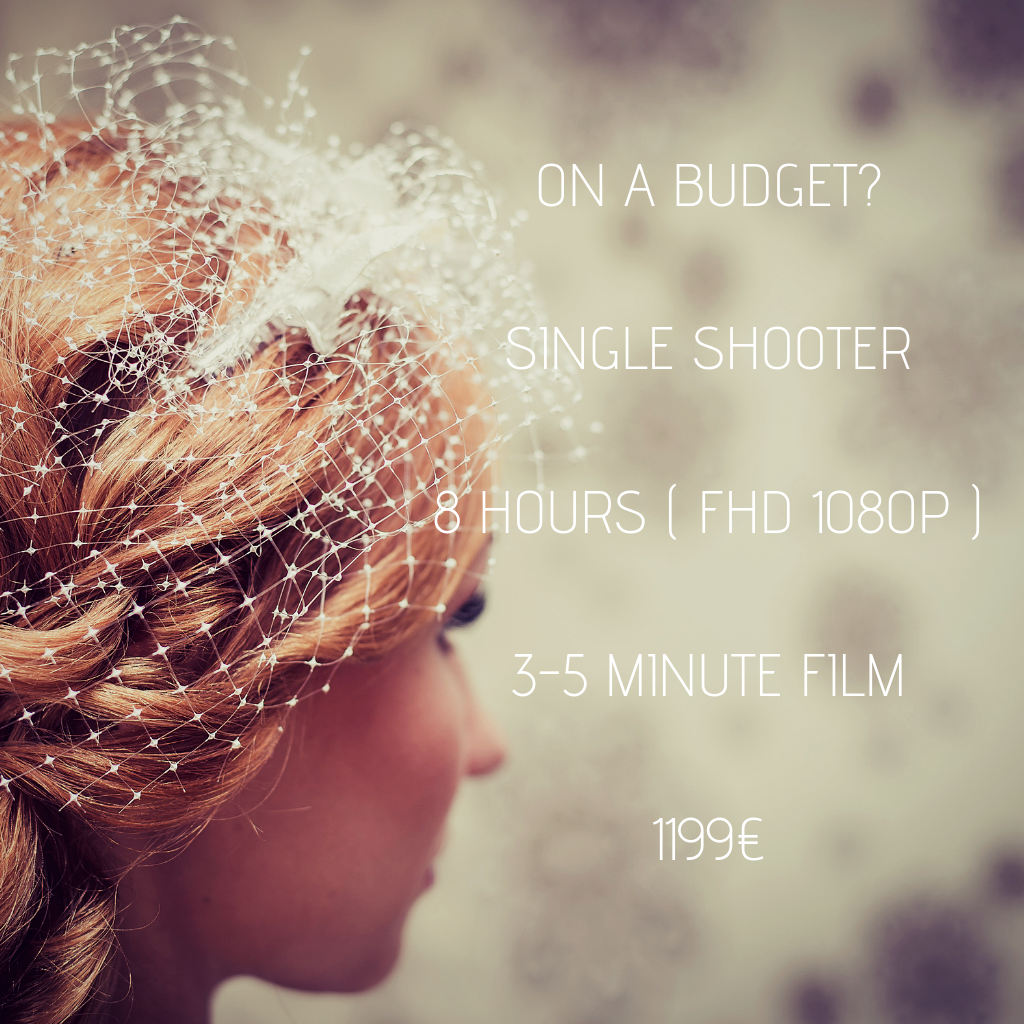 ON A BUDGET?
SINGLE SHOOTER
8 HOURS ( FHD 1080P )
3-5 MINUTE FILM
1199€